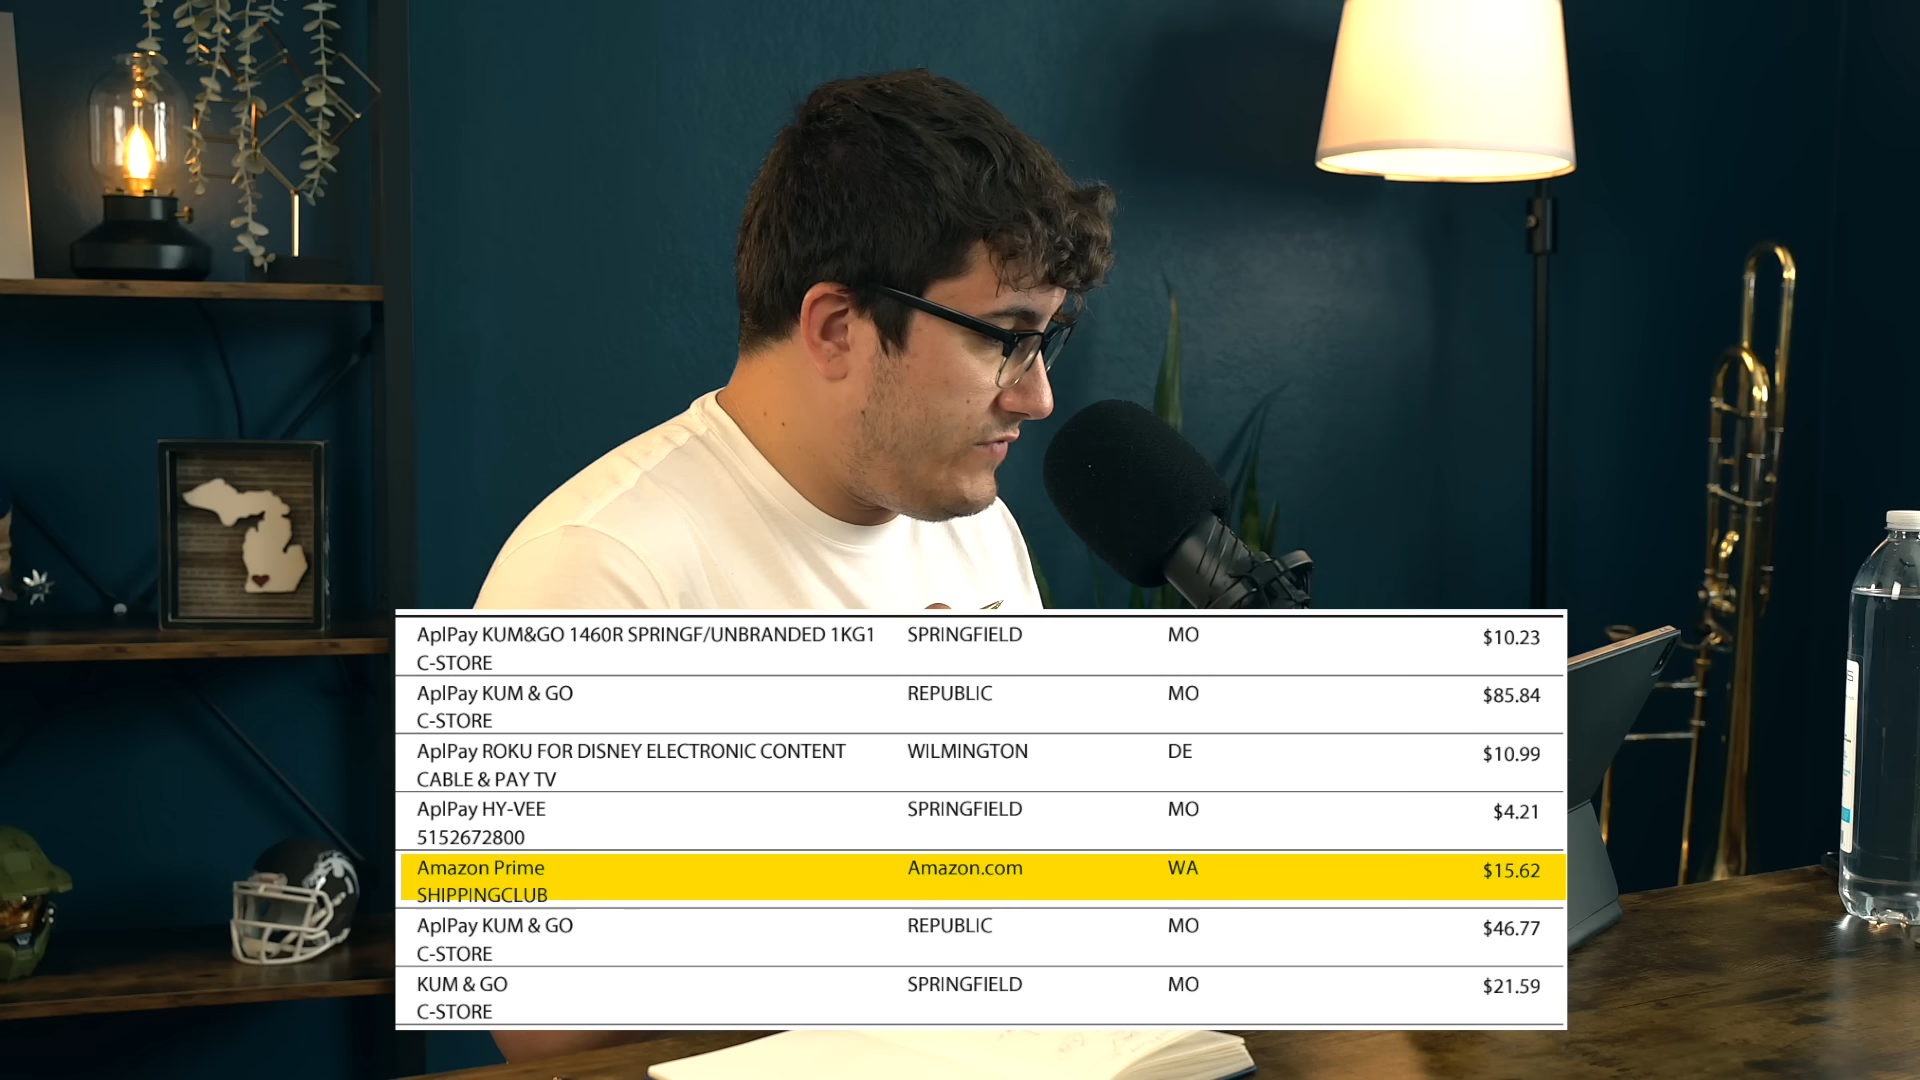 AplPay KUM&GO 1460R SPRINGF/UNBRANDED 1KG1 SPRINGFIELD MO $10.23
C-STORE
AplPay KUM & GO REPUBLIC MO $85.84
C-STORE
AplPay ROKU FOR DISNEY ELECTRONIC CONTENT WILMINGTON DE $10.99
CABLE & PAY TV
AplPay HY-VEE SPRINGFIELD MO $4.21
5152672800
Amazon Prime Amazon.com WA $15.62
SHIPPINGCLUB
AplPay KUM & GO REPUBLIC MO $46.77
C-STORE
KUM & GO SPRINGFIELD MO $21.59
C-STORE